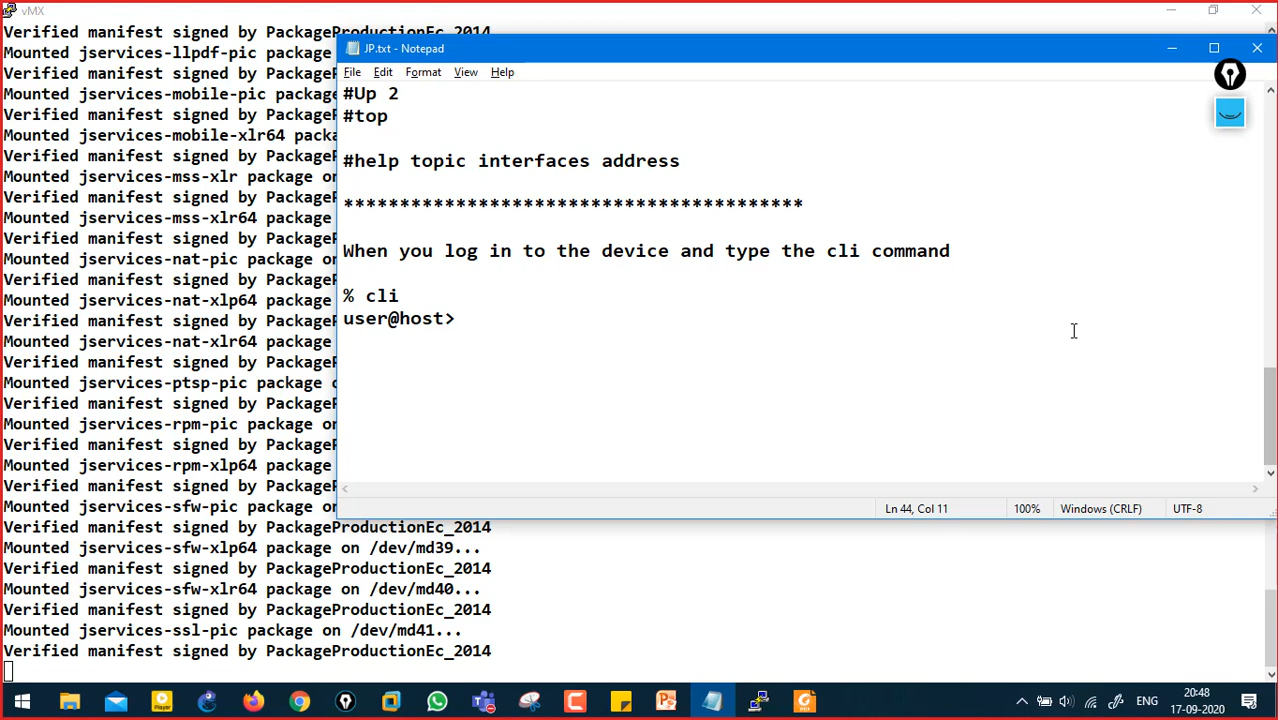 vMX
Verified manifest signed by PackageProductionEc_2014
Mounted jservices-llpdf-pic package
Verified manifest signed by Package
Mounted jservices-mobile-pic package
Verified manifest signed by Package
Mounted jservices-mobile-xlr64 packa
Verified manifest signed by Package
Mounted jservices-mss-xlr package on
Verified manifest signed by Package
Mounted jservices-mss-xlr64 package
Verified manifest signed by Package
Mounted jservices-nat-pic package on
Verified manifest signed by Package
Mounted jservices-nat-xlp64 package
Verified manifest signed by Package
Mounted jservices-nat-xlr64 package
Verified manifest signed by Package
Mounted jservices-ptsp-pic package o
Verified manifest signed by Package
Mounted jservices-rpm-pic package on
Verified manifest signed by Package
Mounted jservices-rpm-xlp64 package
Verified manifest signed by Package
Mounted jservices-sfw-pic package on
Verified manifest signed by PackageProductionEc_2014
Mounted jservices-sfw-xlp64 package on /dev/md39...
Verified manifest signed by PackageProductionEc_2014
Mounted jservices-sfw-xlr64 package on /dev/md40...
Verified manifest signed by PackageProductionEc_2014
Mounted jservices-ssl-pic package on /dev/md41...
Verified manifest signed by PackageProductionEc_2014
JP.txt - Notepad
File Edit Format View Help
#Up 2
#top
#help topic interfaces address
*****************************************
When you log in to the device and type the cli command
% cli
user@host>
Ln 44, Col 11 100% Windows (CRLF) UTF-8
ENG 20:48
17-09-2020